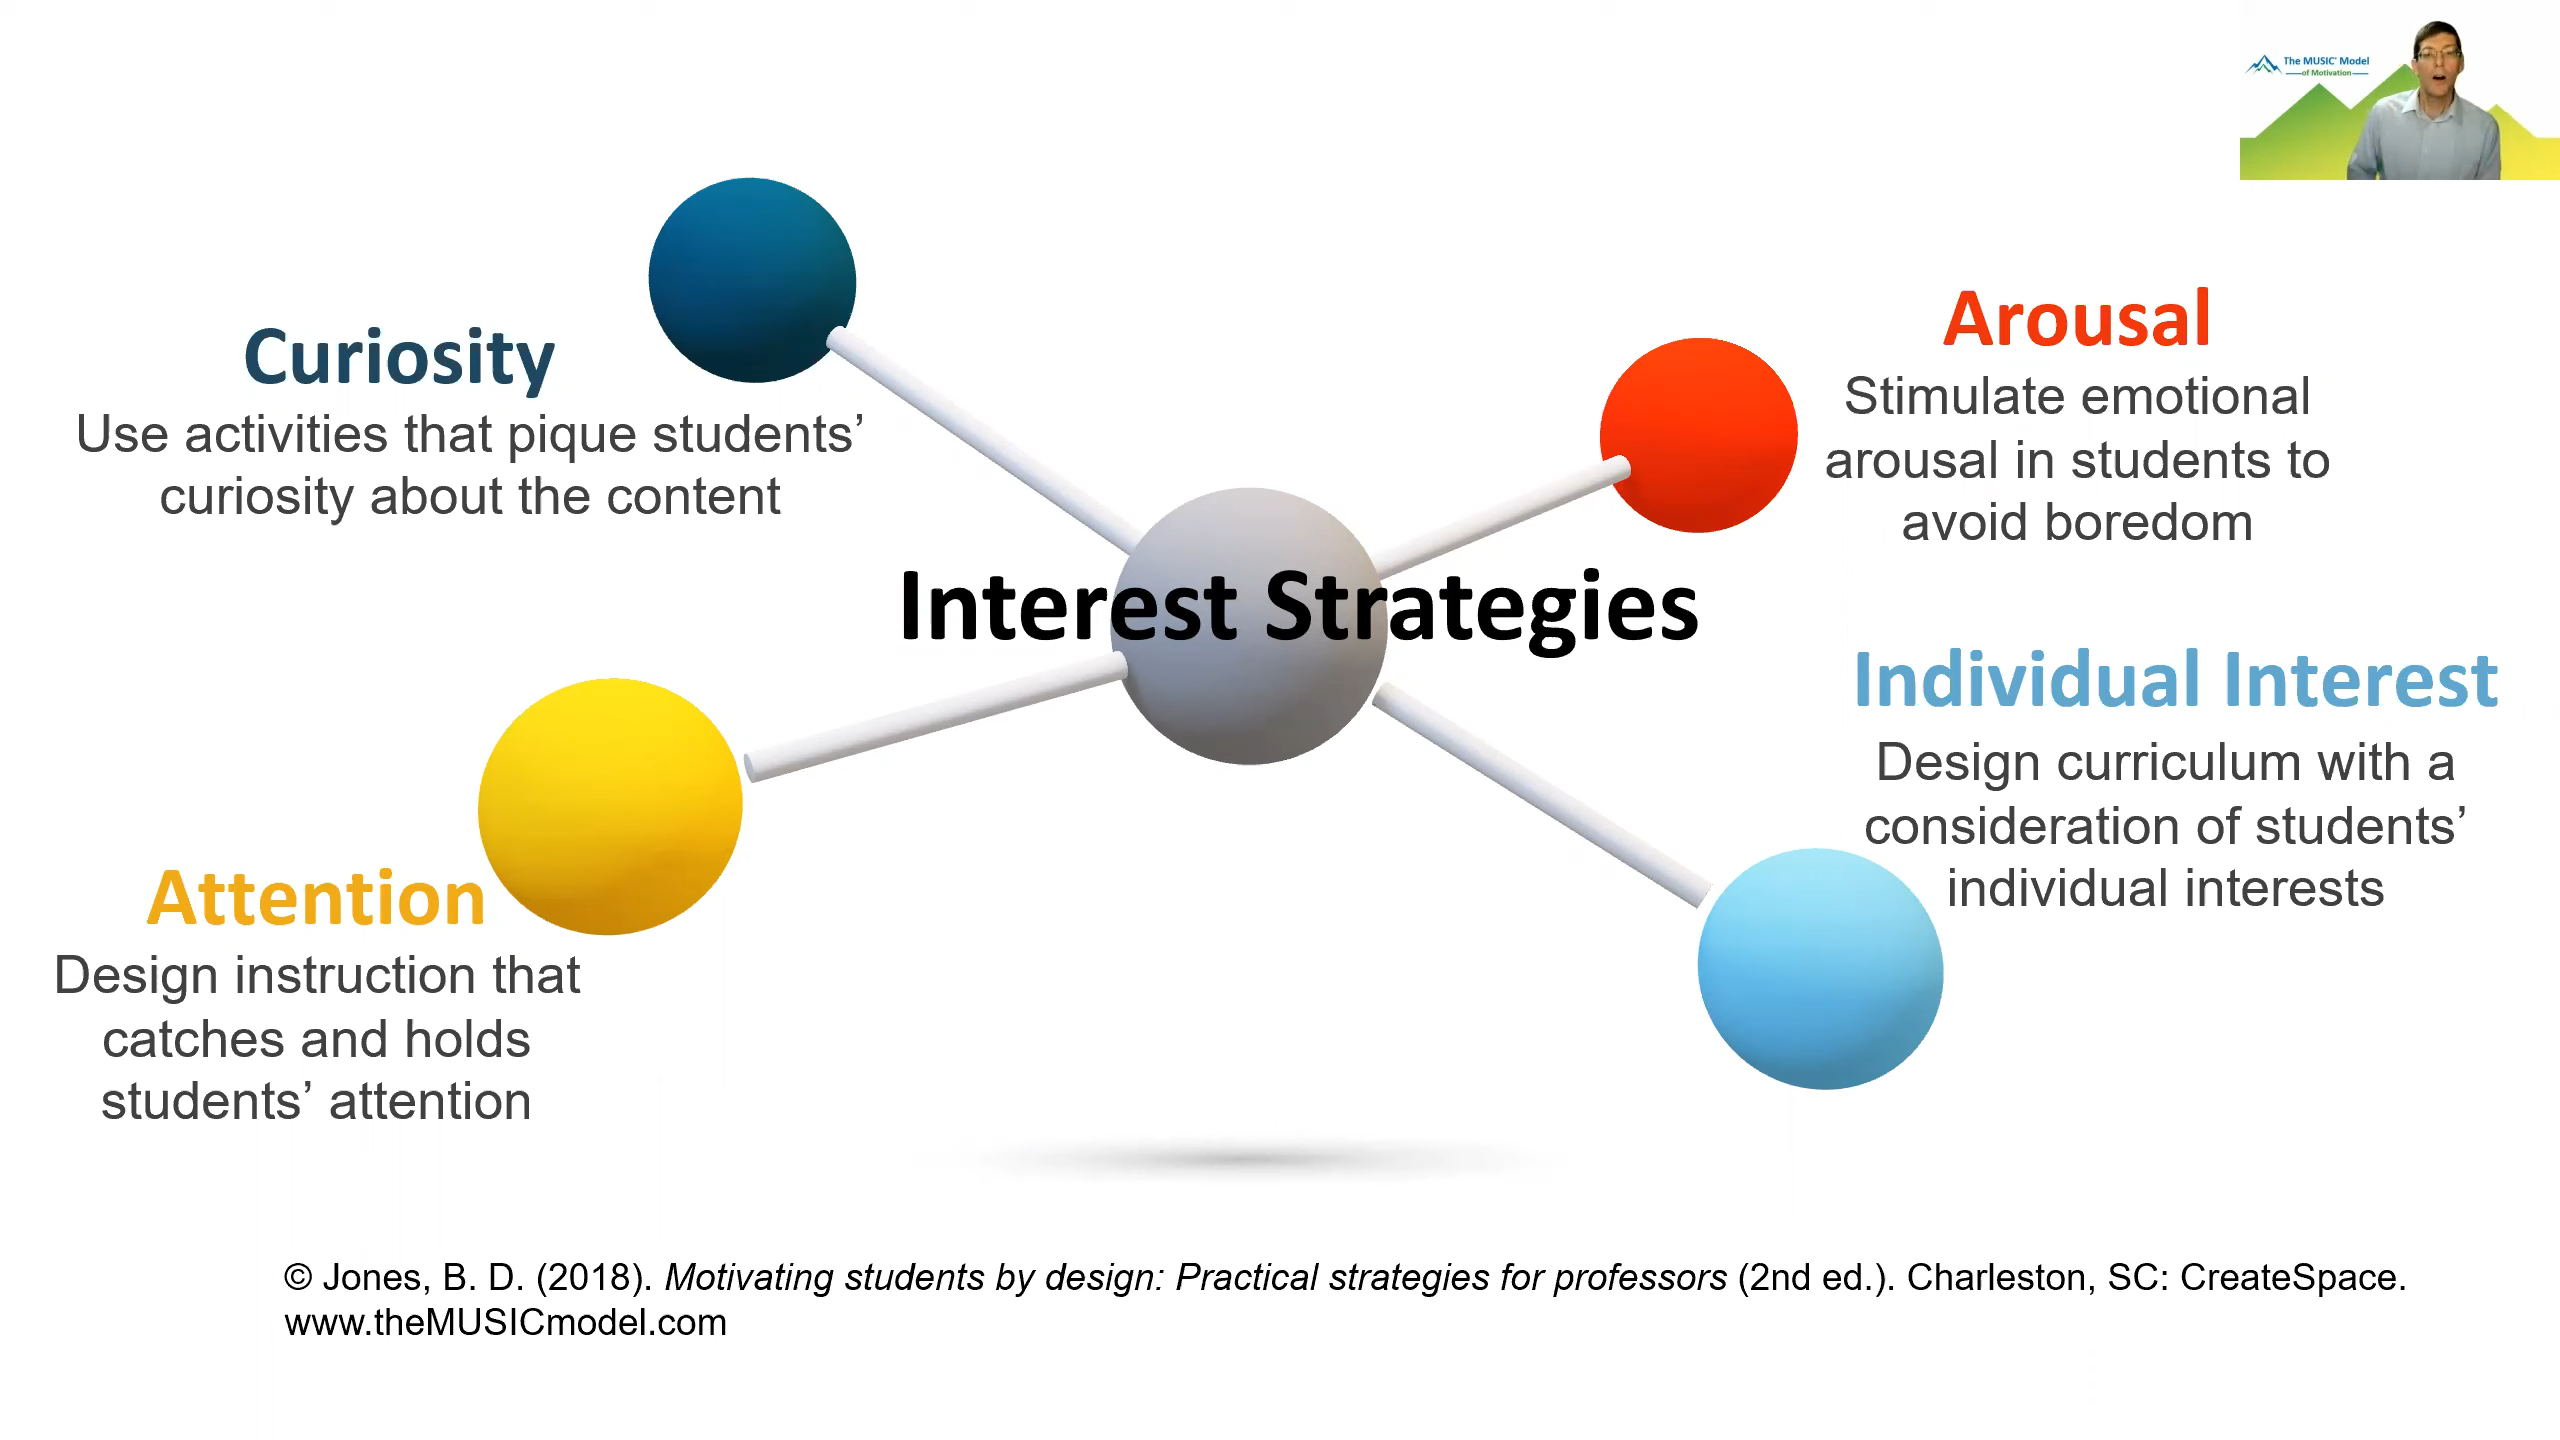 The MUSIC® Model
of Motivation
Curiosity
Use activities that pique students’
curiosity about the content
Arousal
Stimulate emotional
arousal in students to
avoid boredom
Interest Strategies
Individual Interest
Design curriculum with a
consideration of students’
individual interests
Attention
Design instruction that
catches and holds
students’ attention
© Jones, B. D. (2018). Motivating students by design: Practical strategies for professors (2nd ed.). Charleston, SC: CreateSpace.
www.theMUSICmodel.com